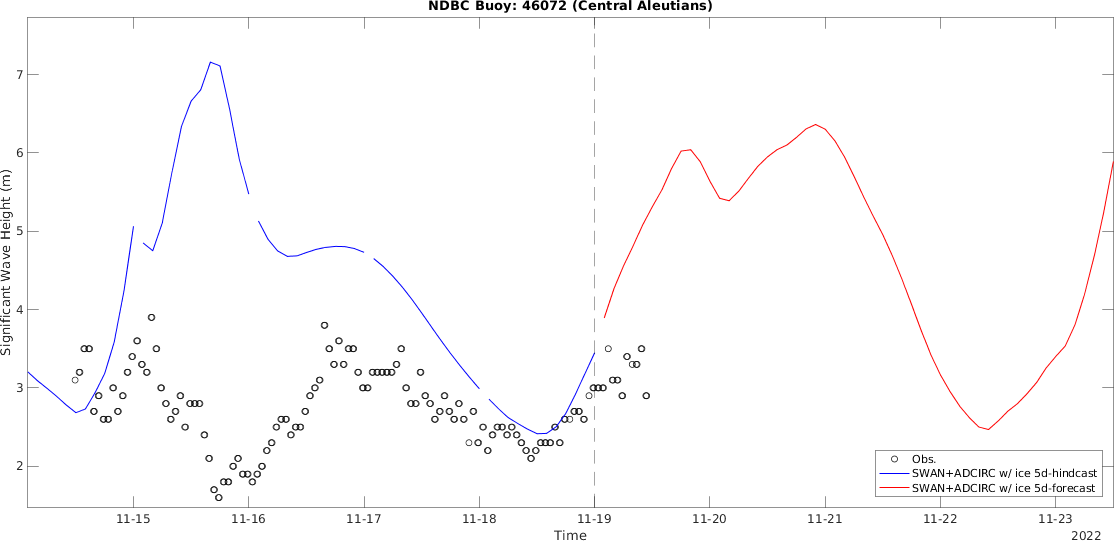 NDBC Buoy: 46072 (Central Aleutians)
Significant Wave Height (m)
7
6
5
4
3
2
Obs.
SWAN+ADCIRC w/ ice 5d-hindcast
SWAN+ADCIRC w/ ice 5d-forecast
11-15
11-16
11-17
11-18
11-19
11-20
11-21
11-22
11-23
Time
2022